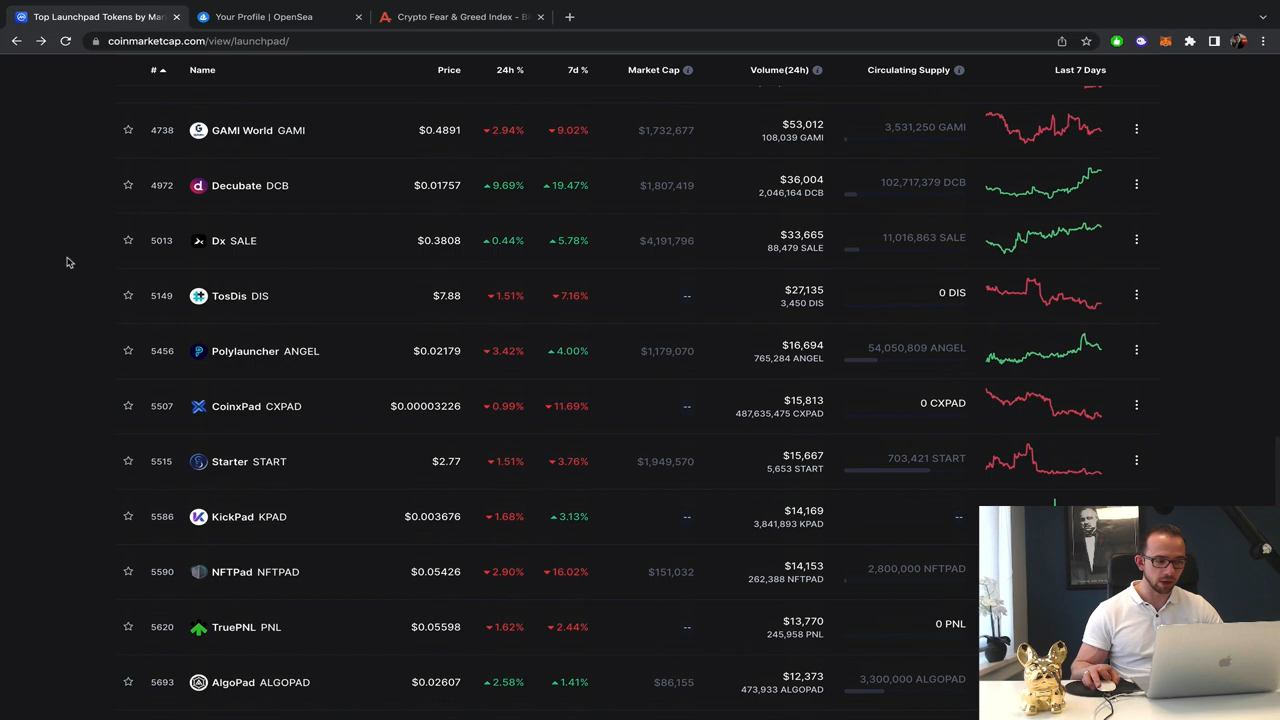 Top Launchpad Tokens by Mar
Your Profile | OpenSea
Crypto Fear & Greed Index - Bi
coinmarketcap.com/view/launchpad/
# Name Price 24h % 7d % Market Cap Volume(24h) Circulating Supply Last 7 Days
4738 GAMI World GAMI $0.4891 2.94% 9.02% $1,732,677 $53,012 3,531,250 GAMI
108,039 GAMI
4972 Decubate DCB $0.01757 9.69% 19.47% $1,807,419 $36,004 102,717,379 DCB
2,046,164 DCB
5013 Dx SALE $0.3808 0.44% 5.78% $4,191,796 $33,665 11,016,863 SALE
88,479 SALE
5149 TosDis DIS $7.88 1.51% 7.16% -- $27,135 0 DIS
3,450 DIS
5456 Polylauncher ANGEL $0.02179 3.42% 4.00% $1,179,070 $16,694 54,050,809 ANGEL
765,284 ANGEL
5507 CoinxPad CXPAD $0.00003226 0.99% 11.69% -- $15,813 0 CXPAD
487,635,475 CXPAD
5515 Starter START $2.77 1.51% 3.76% $1,949,570 $15,667 703,421 START
5,653 START
5586 KickPad KPAD $0.003676 1.68% 3.13% -- $14,169 --
3,841,893 KPAD
5590 NFTPad NFTPAD $0.05426 2.90% 16.02% $151,032 $14,153 2,800,000 NFTPAD
262,388 NFTPAD
5620 TruePNL PNL $0.05598 1.62% 2.44% -- $13,770 0 PNL
245,958 PNL
5693 AlgoPad ALGOPAD $0.02607 2.58% 1.41% $86,155 $12,373 3,300,000 ALGOPAD
473,933 ALGOPAD